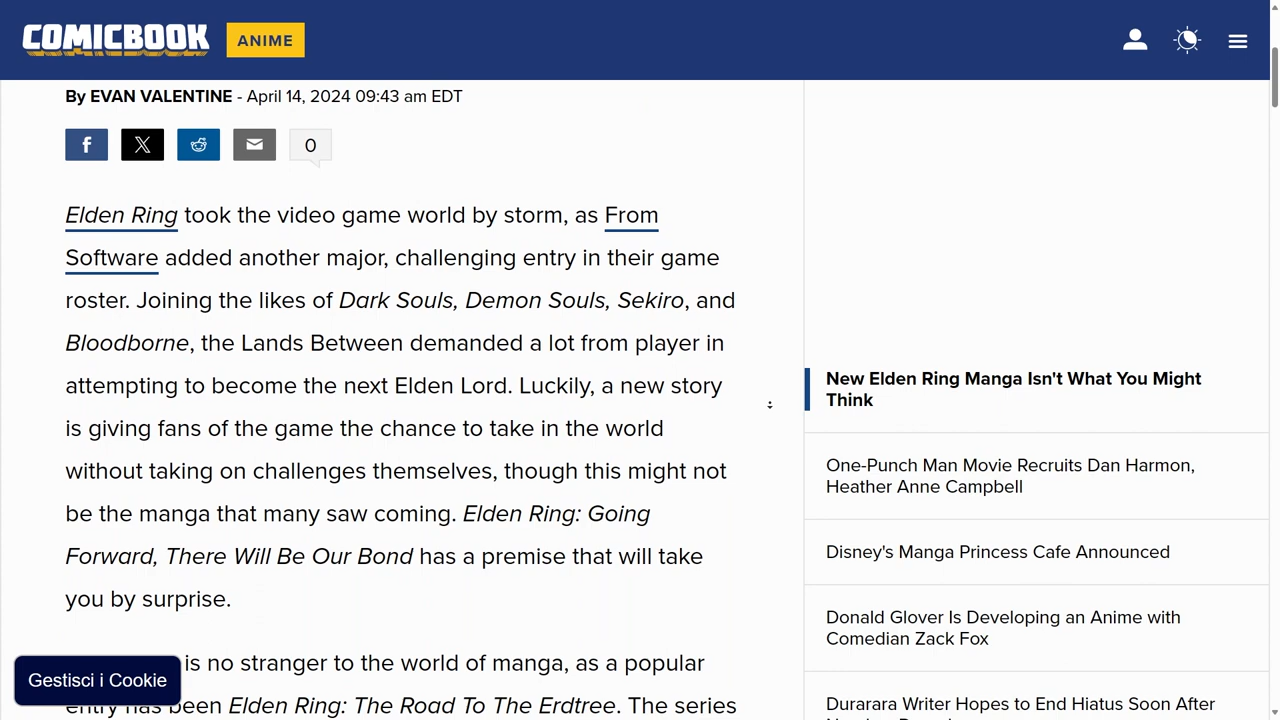 COMICBOOK
ANIME
By EVAN VALENTINE - April 14, 2024 09:43 am EDT
0
Elden Ring took the video game world by storm, as From
Software added another major, challenging entry in their game
roster. Joining the likes of Dark Souls, Demon Souls, Sekiro, and
Bloodborne, the Lands Between demanded a lot from player in
attempting to become the next Elden Lord. Luckily, a new story
is giving fans of the game the chance to take in the world
without taking on challenges themselves, though this might not
be the manga that many saw coming. Elden Ring: Going
Forward, There Will Be Our Bond has a premise that will take
you by surprise.
is no stranger to the world of manga, as a popular
entry has been Elden Ring: The Road To The Erdtree. The series
Gestisci i Cookie
New Elden Ring Manga Isn't What You Might
Think
One-Punch Man Movie Recruits Dan Harmon,
Heather Anne Campbell
Disney's Manga Princess Cafe Announced
Donald Glover Is Developing an Anime with
Comedian Zack Fox
Durarara Writer Hopes to End Hiatus Soon After